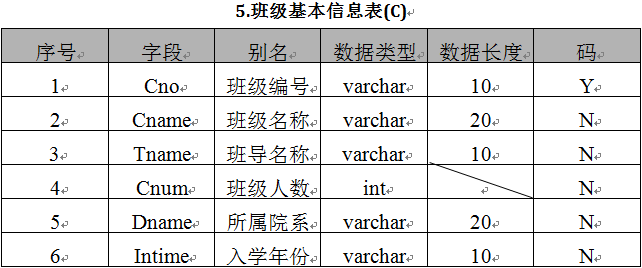 5.班级基本信息表(C)
序号 字段 别名 数据类型 数据长度 码
1 Cno 班级编号 varchar 10 Y
2 Cname 班级名称 varchar 20 N
3 Tname 班导名称 varchar 10 N
4 Cnum 班级人数 int N
5 Dname 所属院系 varchar 20 N
6 Intime 入学年份 varchar 10 N